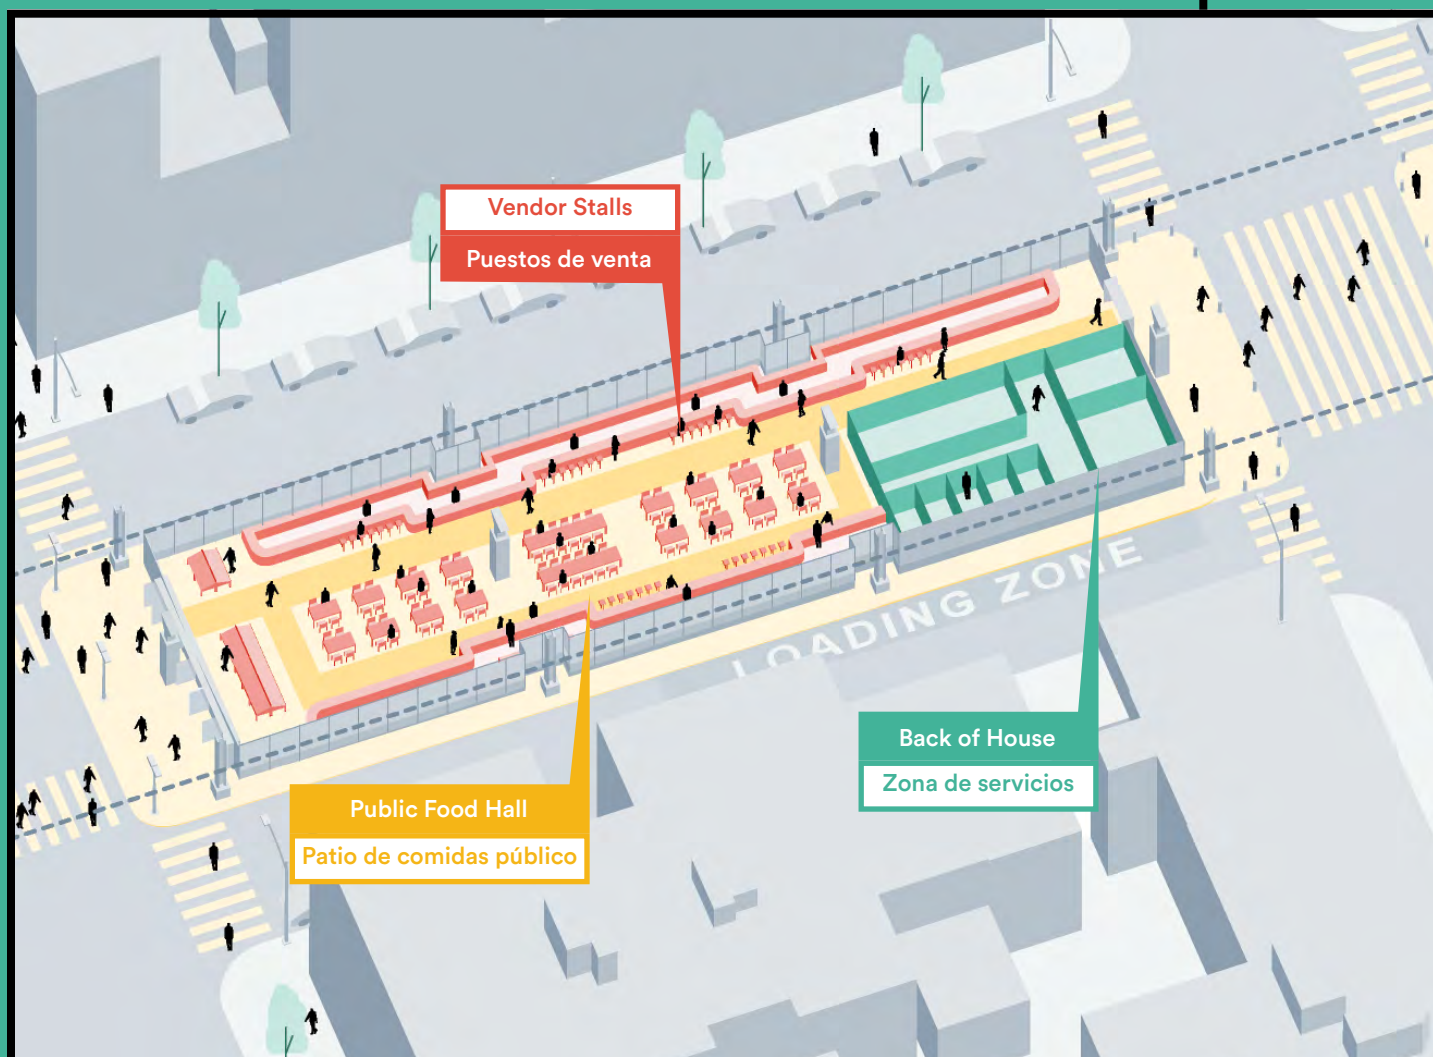 Vendor Stalls
Puestos de venta
LOADING ZONE
Back of House
Zona de servicios
Public Food Hall
Patio de comidas público